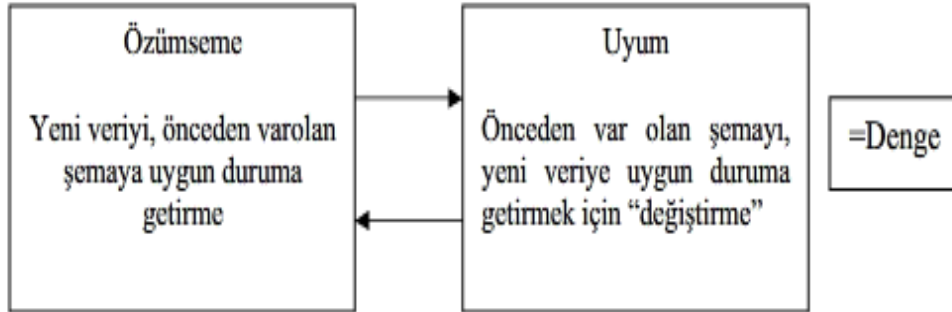 Özümseme
Yeni veriyi, önceden varolan
şemaya uygun duruma
getirme
Uyum
Önceden var olan şemayı,
yeni veriye uygun duruma
getirmek için “değiştirme”
=Denge